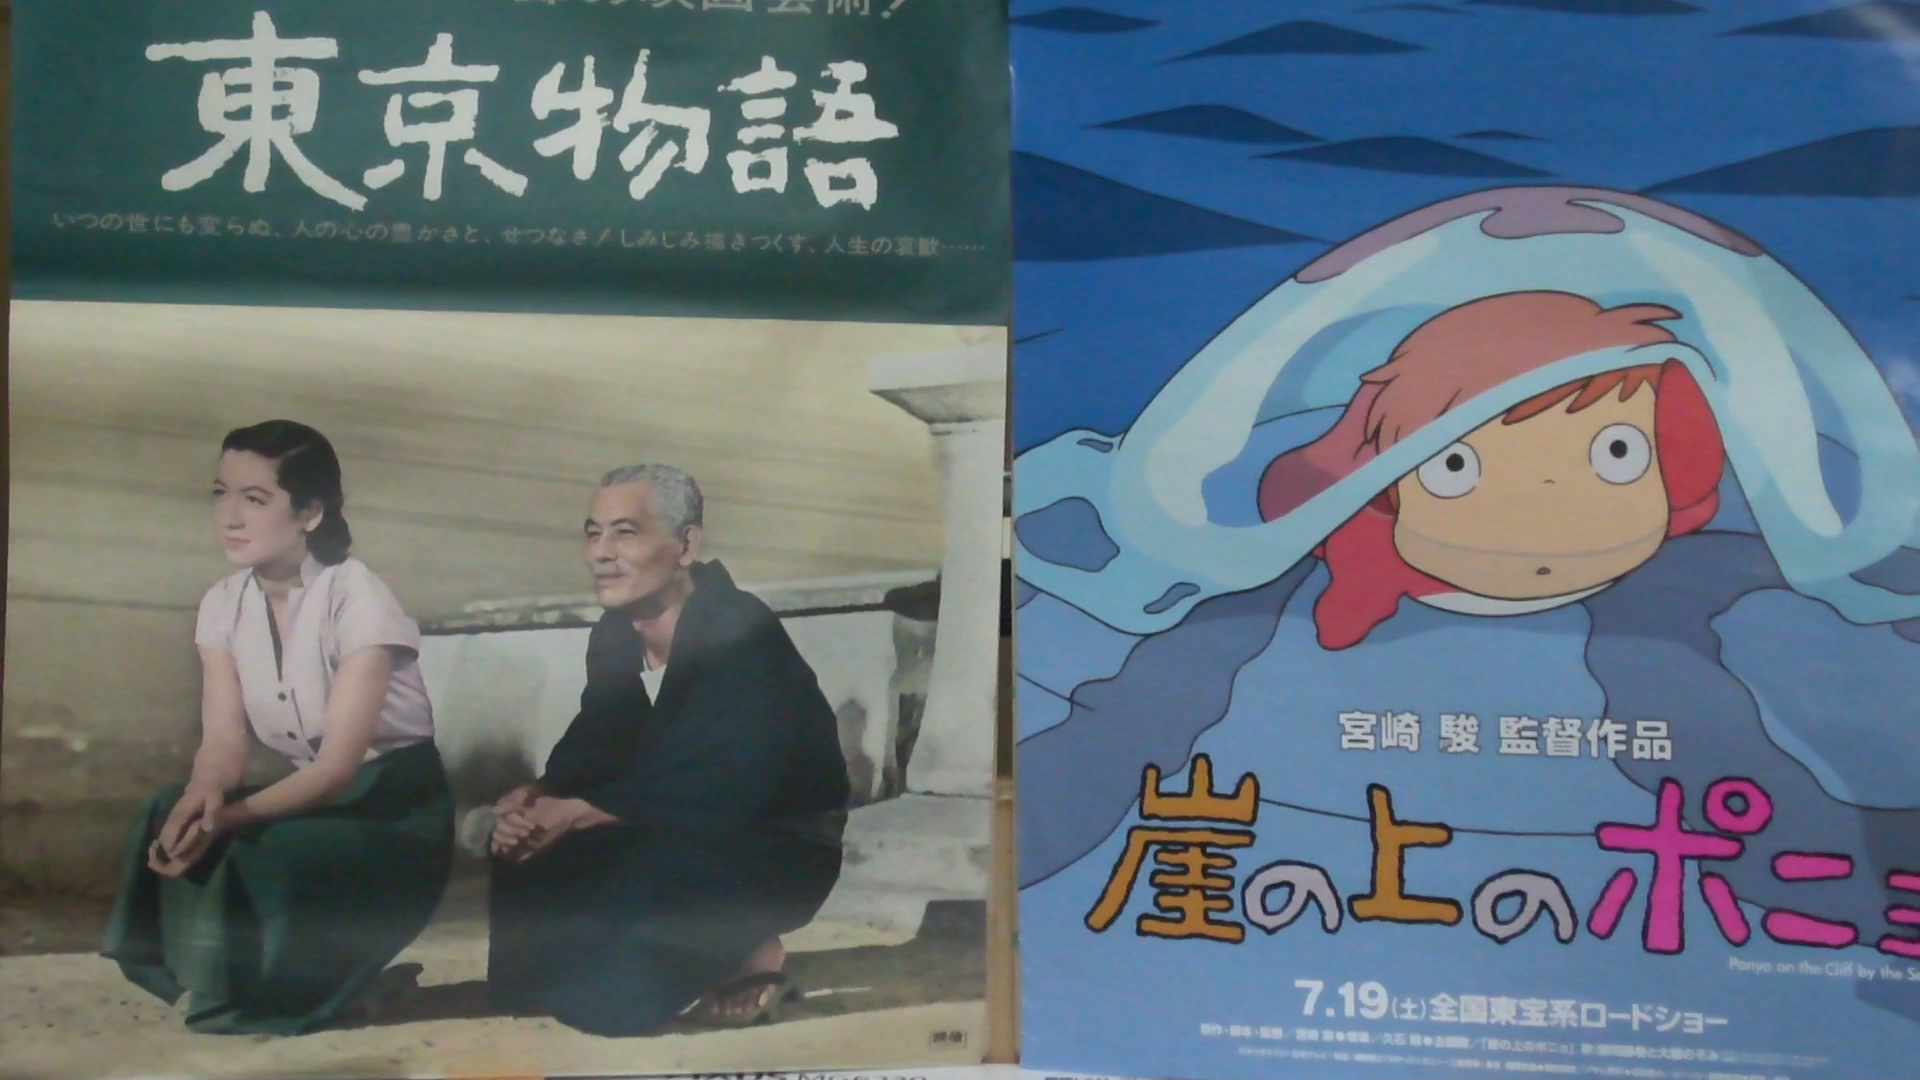 東京物語
いつの世にも変らぬ、人の心の豊かさと、せつなさ!しみじみ描きつくす、人生の哀歓……
映倫
宮崎 駿 監督作品
崖の上のポニョ
Ponyo on the Cliff by the Se
7.19(土)全国東宝系ロードショー